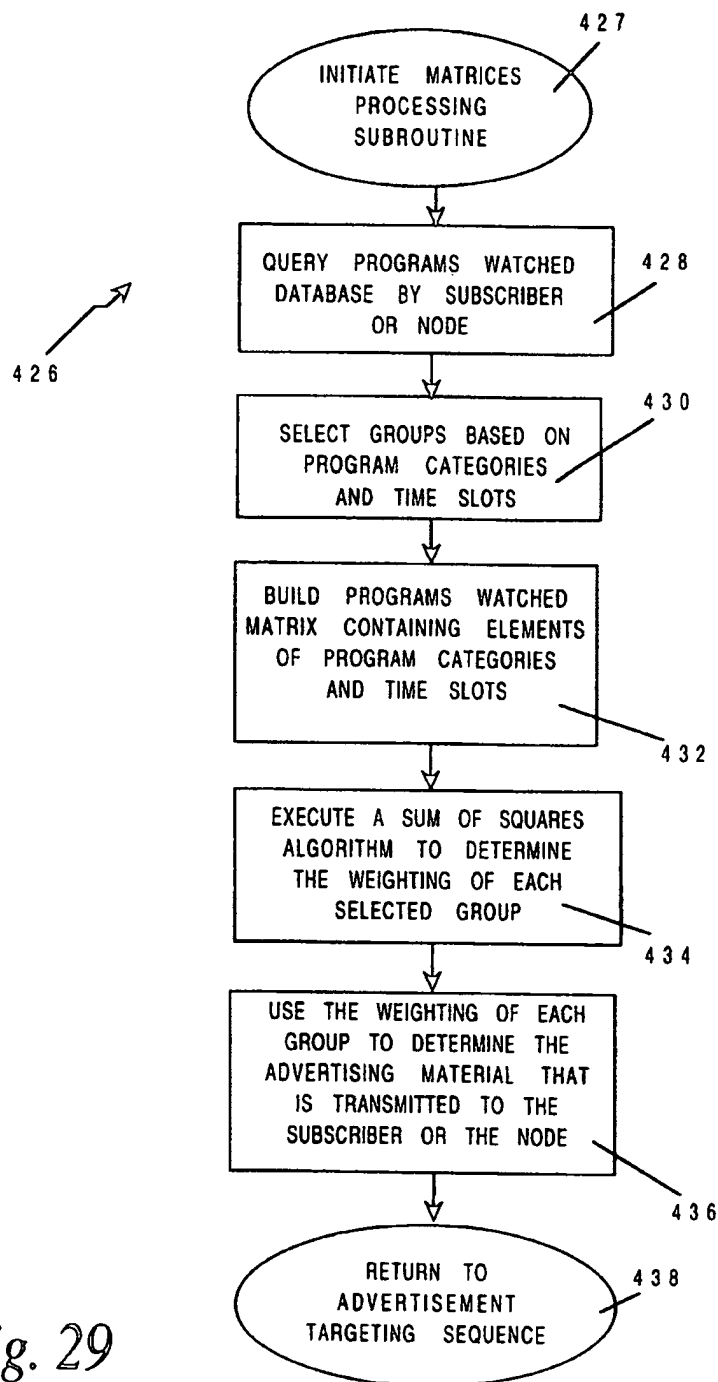 427
INITIATE MATRICES
PROCESSING
SUBROUTINE
QUERY PROGRAMS WATCHED
DATABASE BY SUBSCRIBER
OR NODE
428
426
430
SELECT GROUPS BASED ON
PROGRAM CATEGORIES
AND TIME SLOTS
BUILD PROGRAMS WATCHED
MATRIX CONTAINING ELEMENTS
OF PROGRAM CATEGORIES
AND TIME SLOTS
432
EXECUTE A SUM OF SQUARES
ALGORITHM TO DETERMINE
THE WEIGHTING OF EACH
SELECTED GROUP
434
USE THE WEIGHTING OF EACH
GROUP TO DETERMINE THE
ADVERTISING MATERIAL THAT
IS TRANSMITTED TO THE
SUBSCRIBER OR THE NODE
436
RETURN TO
ADVERTISEMENT
TARGETING SEQUENCE
438
g. 29